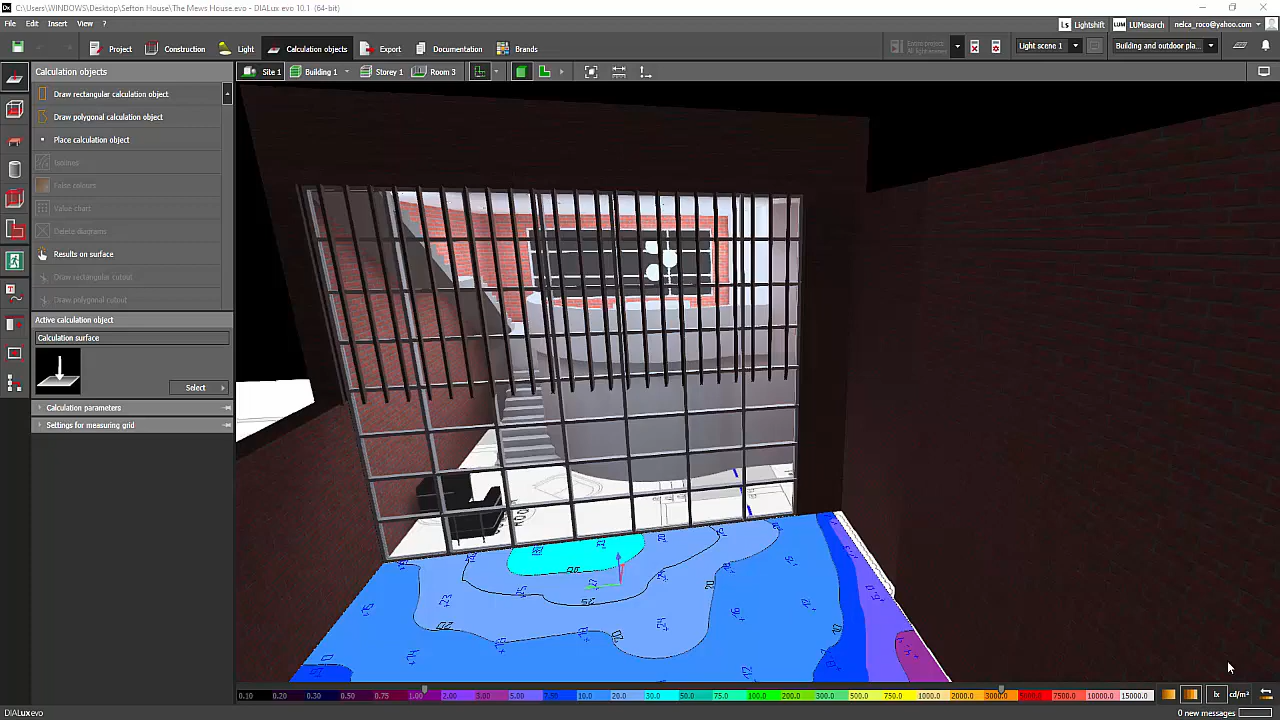 C:\Users\WINDOWS\Desktop\Sefton House\The Mews House.evo - DIALux evo 10.1 (64-bit)
File Edit Insert View ?
Ls Lightshift LUM LUMsearch nelca_roco@yahoo.com
Project Construction Light Calculation objects Export Documentation Brands
Entire project
All light scenes
Light scene 1 Building and outdoor pla...
Calculation objects
Site 1 Building 1 Storey 1 Room 3
Draw rectangular calculation object
Draw polygonal calculation object
Place calculation object
Isolines
False colours
Value chart
Delete diagrams
Results on surface
Draw rectangular cutout
Draw polygonal cutout
Active calculation object
Calculation surface
Select
Calculation parameters
Settings for measuring grid
0.10 0.20 0.30 0.50 0.75 1.00 2.00 3.00 5.00 7.50 10.0 20.0 30.0 50.0 75.0 100.0 200.0 300.0 500.0 750.0 1000.0 2000.0 3000.0 5000.0 7500.0 10000.0 15000.0 lx cd/m²
DIALux evo
0 new messages